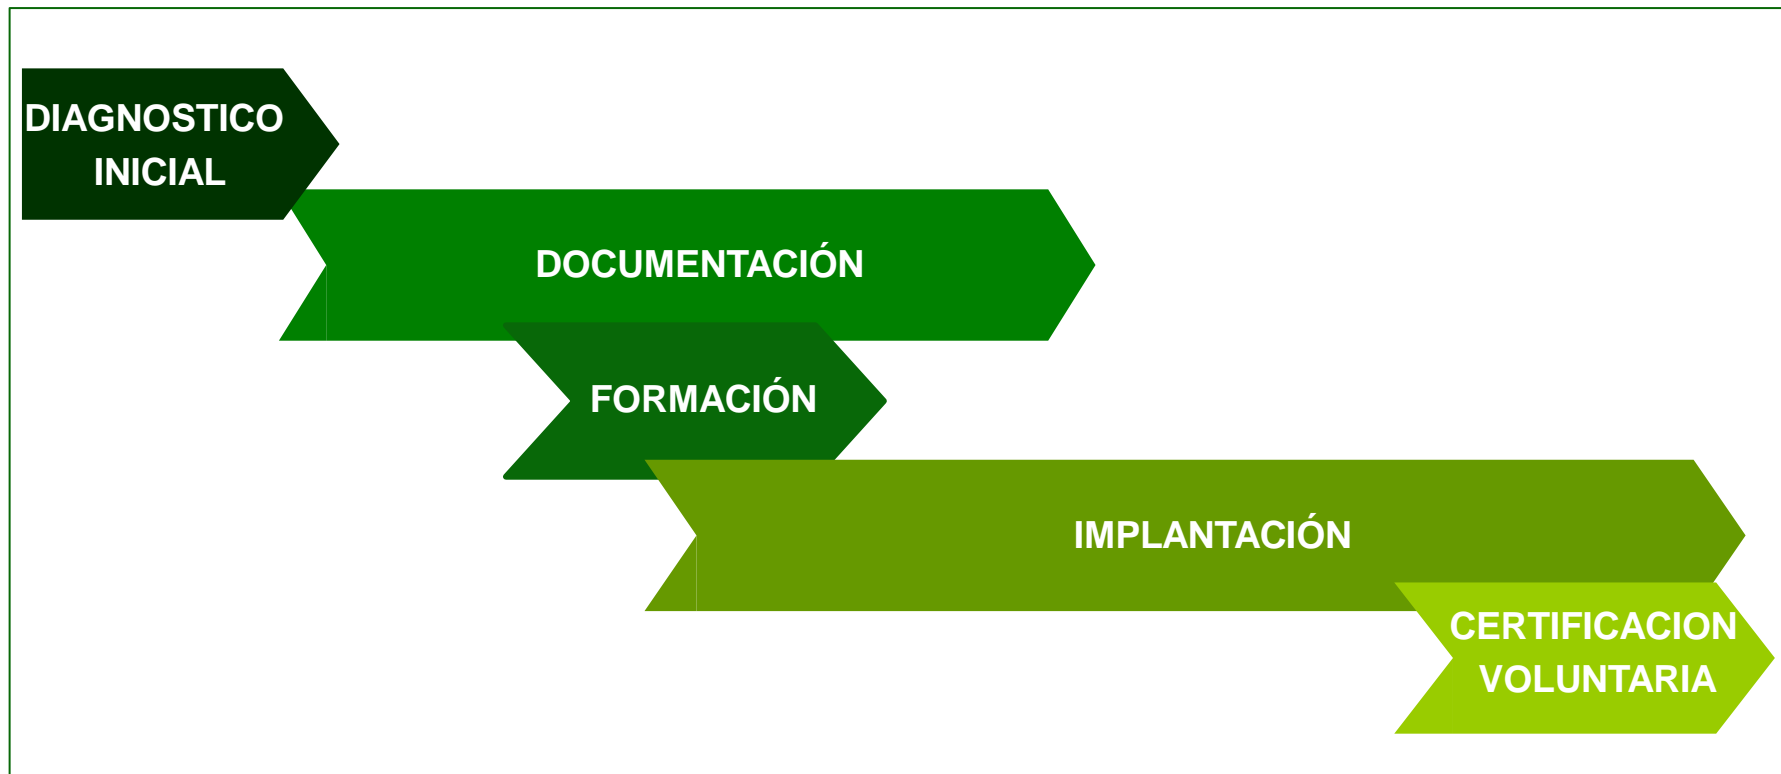 DIAGNOSTICO
INICIAL
DOCUMENTACIÓN
FORMACIÓN
IMPLANTACIÓN
CERTIFICACION
VOLUNTARIA